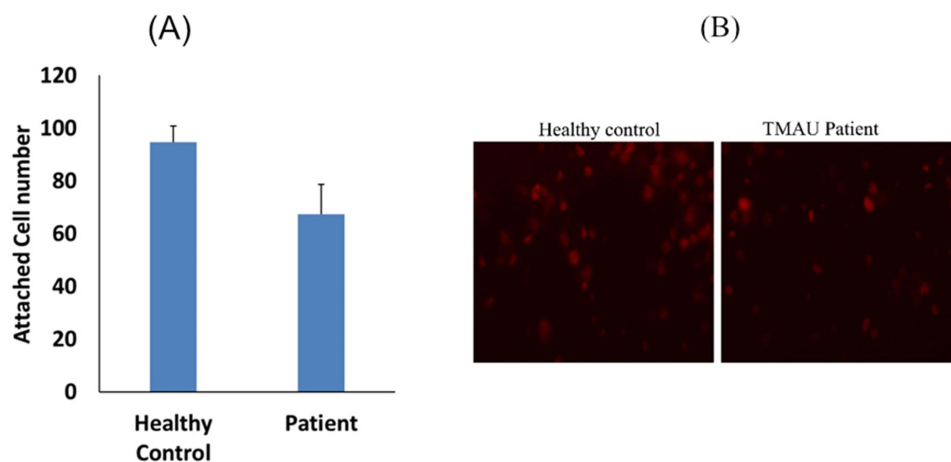 (A)
(B)
120
100
80
60
40
20
0
Attached Cell number
Healthy
Control
Patient
Healthy control
TMAU Patient